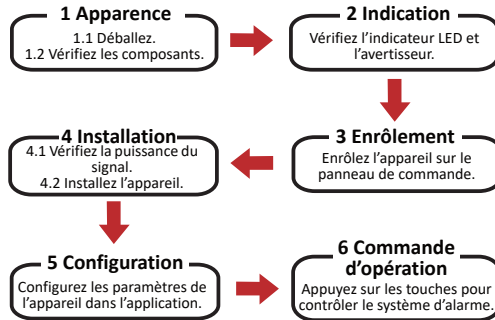 1 Apparence
1.1 Déballez.
1.2 Vérifiez les composants.
2 Indication
Vérifiez l'indicateur LED et
l'avertisseur.
3 Enrôlement
Enrôlez l'appareil sur le
panneau de commande.
4 Installation
4.1 Vérifiez la puissance du
signal.
4.2 Installez l'appareil.
5 Configuration
Configurez les paramètres de
l'appareil dans l'application.
6 Commande
d'opération
Appuyez sur les touches pour
contrôler le système d'alarme.